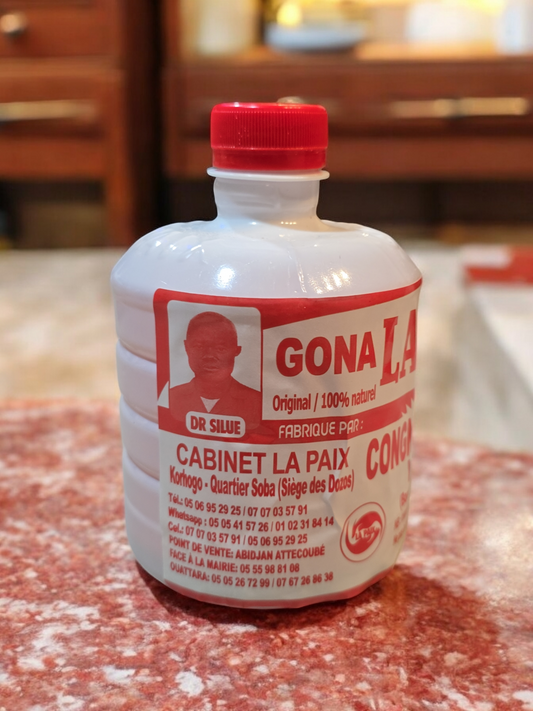 GONA LA
Original / 100% naturel
DR SILUE
FABRIQUE PAR:
CABINET LA PAIX
Korhogo - Quartier Soba (Siège des Dozos)
Tél.: 05 06 95 29 25 / 07 07 03 57 91
Whatsapp : 05 05 41 57 26 / 01 02 31 84 14
Cel.: 07 07 03 57 91 / 05 06 95 29 25
POINT DE VENTE: ABIDJAN ATTECOUBÉ
FACE À LA MAIRIE: 05 55 98 81 08
OUATTARA: 05 05 26 72 99 / 07 67 26 86 38